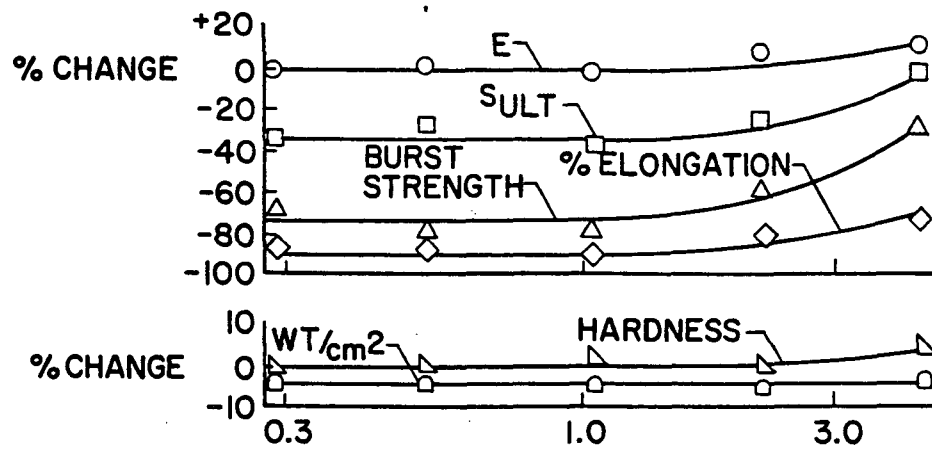 +20
E
% CHANGE
0
SULT
-20
-40
BURST
STRENGTH
% ELONGATION
-60
-80
-100
10
WT/cm2
HARDNESS
% CHANGE
0
-10
0.3
1.0
3.0